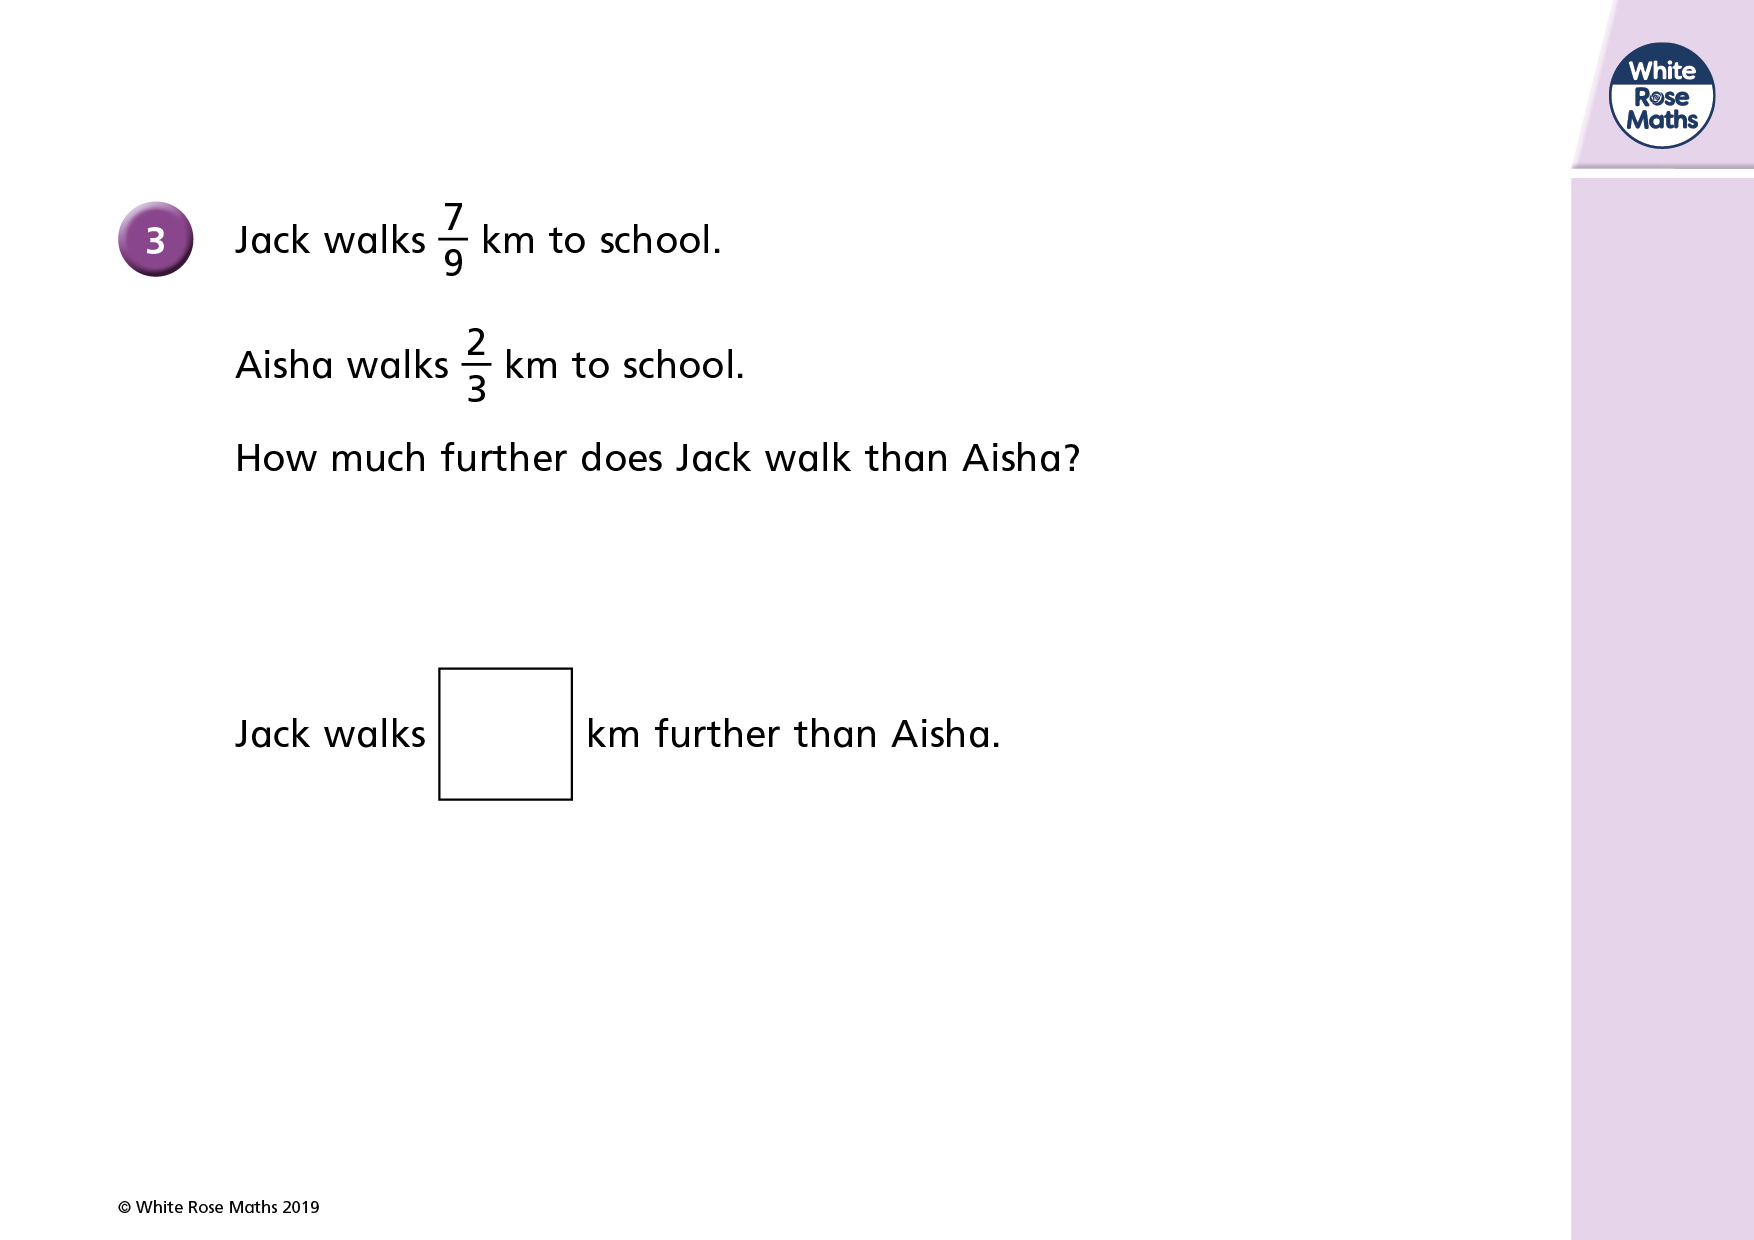 White
Rose
Maths
3 Jack walks 7/9 km to school.
Aisha walks 2/3 km to school.
How much further does Jack walk than Aisha?
Jack walks km further than Aisha.
© White Rose Maths 2019